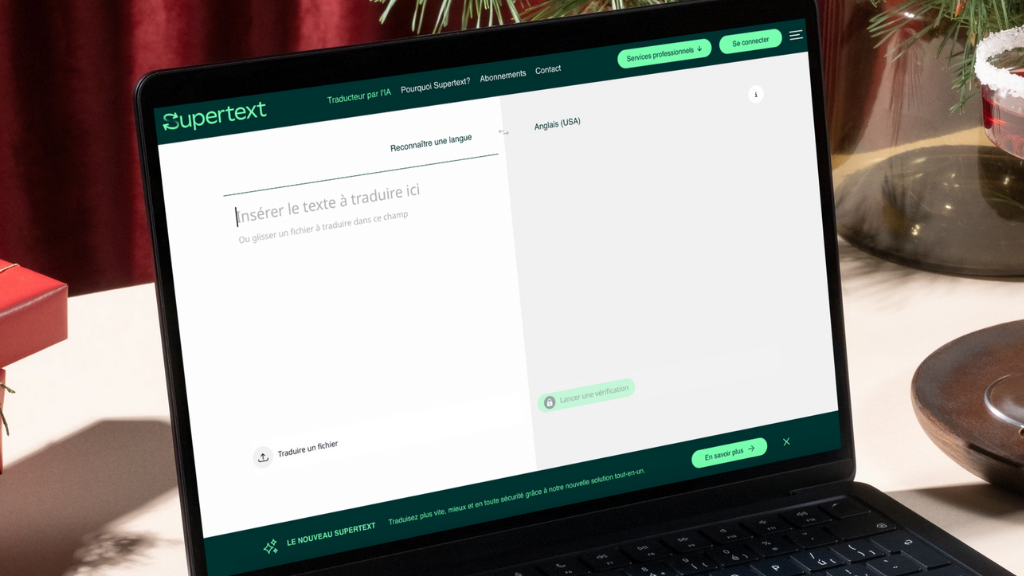 Supertext
Traducteur par l'IA
Pourquoi Supertext?
Abonnements
Contact
Services professionnels ↓
Se connecter
Reconnaître une langue
Anglais (USA)
i
Insérer le texte à traduire ici
Ou glisser un fichier à traduire dans ce champ
Lancer une vérification
Traduire un fichier
LE NOUVEAU SUPERTEXT
Traduisez plus vite, mieux et en toute sécurité grâce à notre nouvelle solution tout-en-un.
En savoir plus →